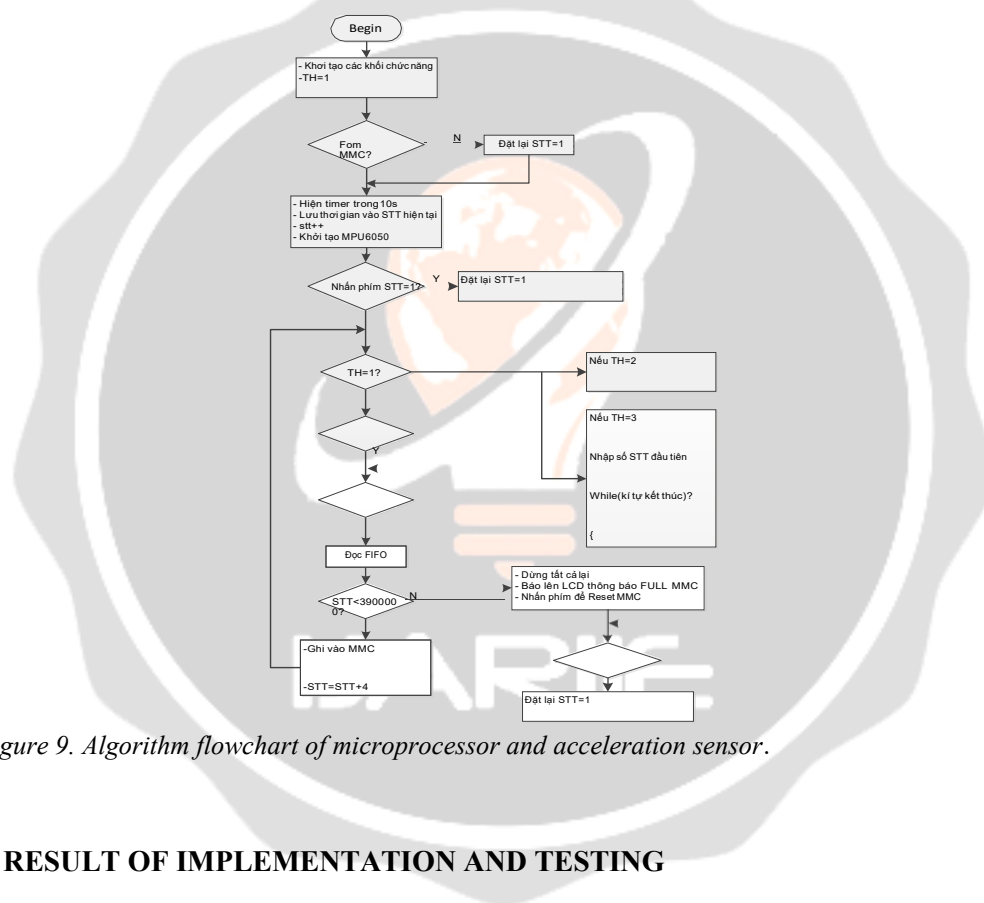 Begin
- Khơi tạo các khối chức năng
-TH=1
Fom
MMC?
N
Đặt lại STT=1
- Hiện timer trong 10s
- Lưu thơi gian vào STT hiện tại
- stt++
- Khởi tạo MPU6050
Nhấn phím STT=1?
Y
Đặt lại STT=1
TH=1?
Nếu TH=2
Nếu TH=3
Nhập số STT đầu tiên
While(kí tự kết thúc)?
{
Y
Đọc FIFO
STT<390000
0?
N
- Dừng tất cả lại
- Báo lên LCD thông báo FULL MMC
- Nhấn phím để Reset MMC
-Ghi vào MMC
-STT=STT+4
Đặt lại STT=1
IJARIIE
gure 9. Algorithm flowchart of microprocessor and acceleration sensor.
RESULT OF IMPLEMENTATION AND TESTING